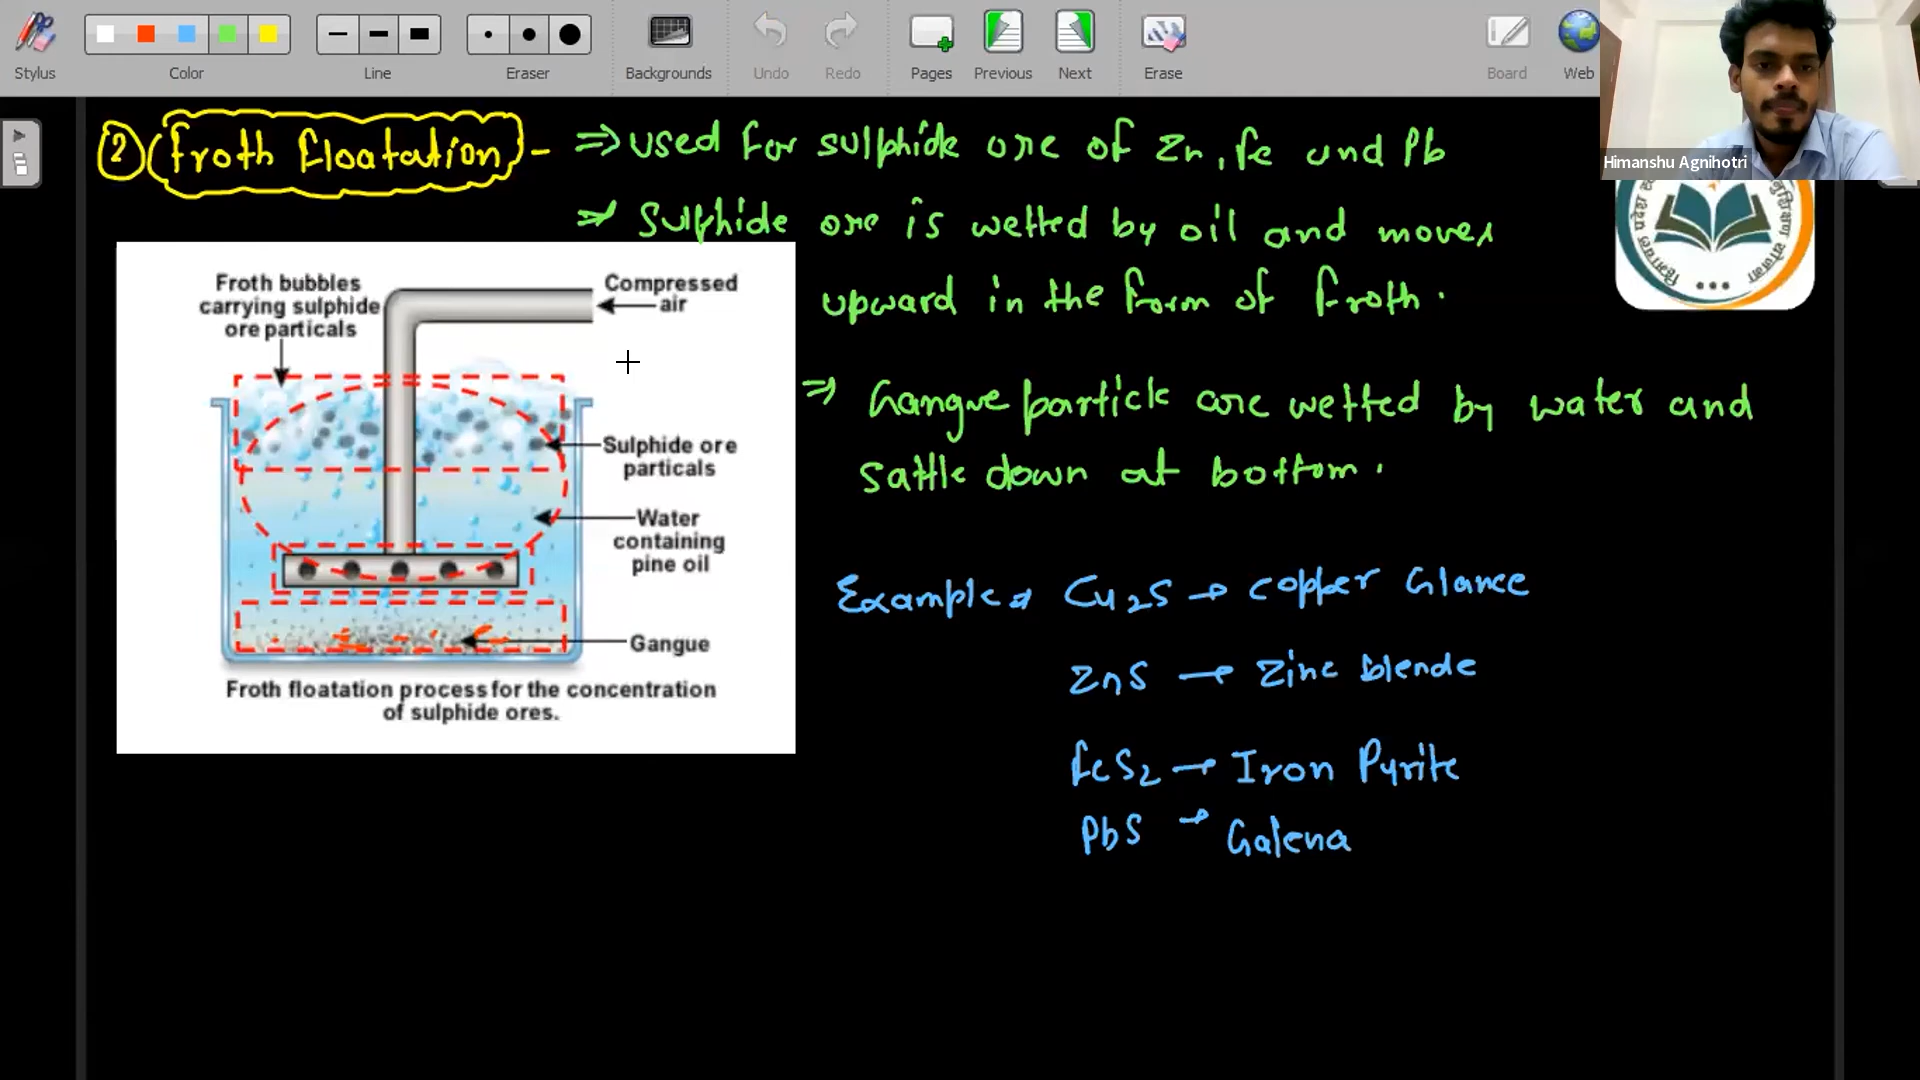 Stylus
Color
Line
Eraser
Backgrounds
Undo
Redo
Pages
Previous
Next
Erase
Board
Web
Himanshu Agnihotri
② Froth floatation - ⇒ used for sulphide ore of Zn, Fe and Pb
⇒ Sulphide ore is wetted by oil and moves
upward in the form of froth.
⇒ Gangue particle are wetted by water and
sattle down at bottom.
Example ⇒ Cu2S → copper Glance
ZnS → Zinc blende
FeS2 → Iron Pyrite
PbS → Galena
Froth bubbles
carrying sulphide
ore particals
Compressed
air
Sulphide ore
particals
Water
containing
pine oil
Gangue
Froth floatation process for the concentration
of sulphide ores.